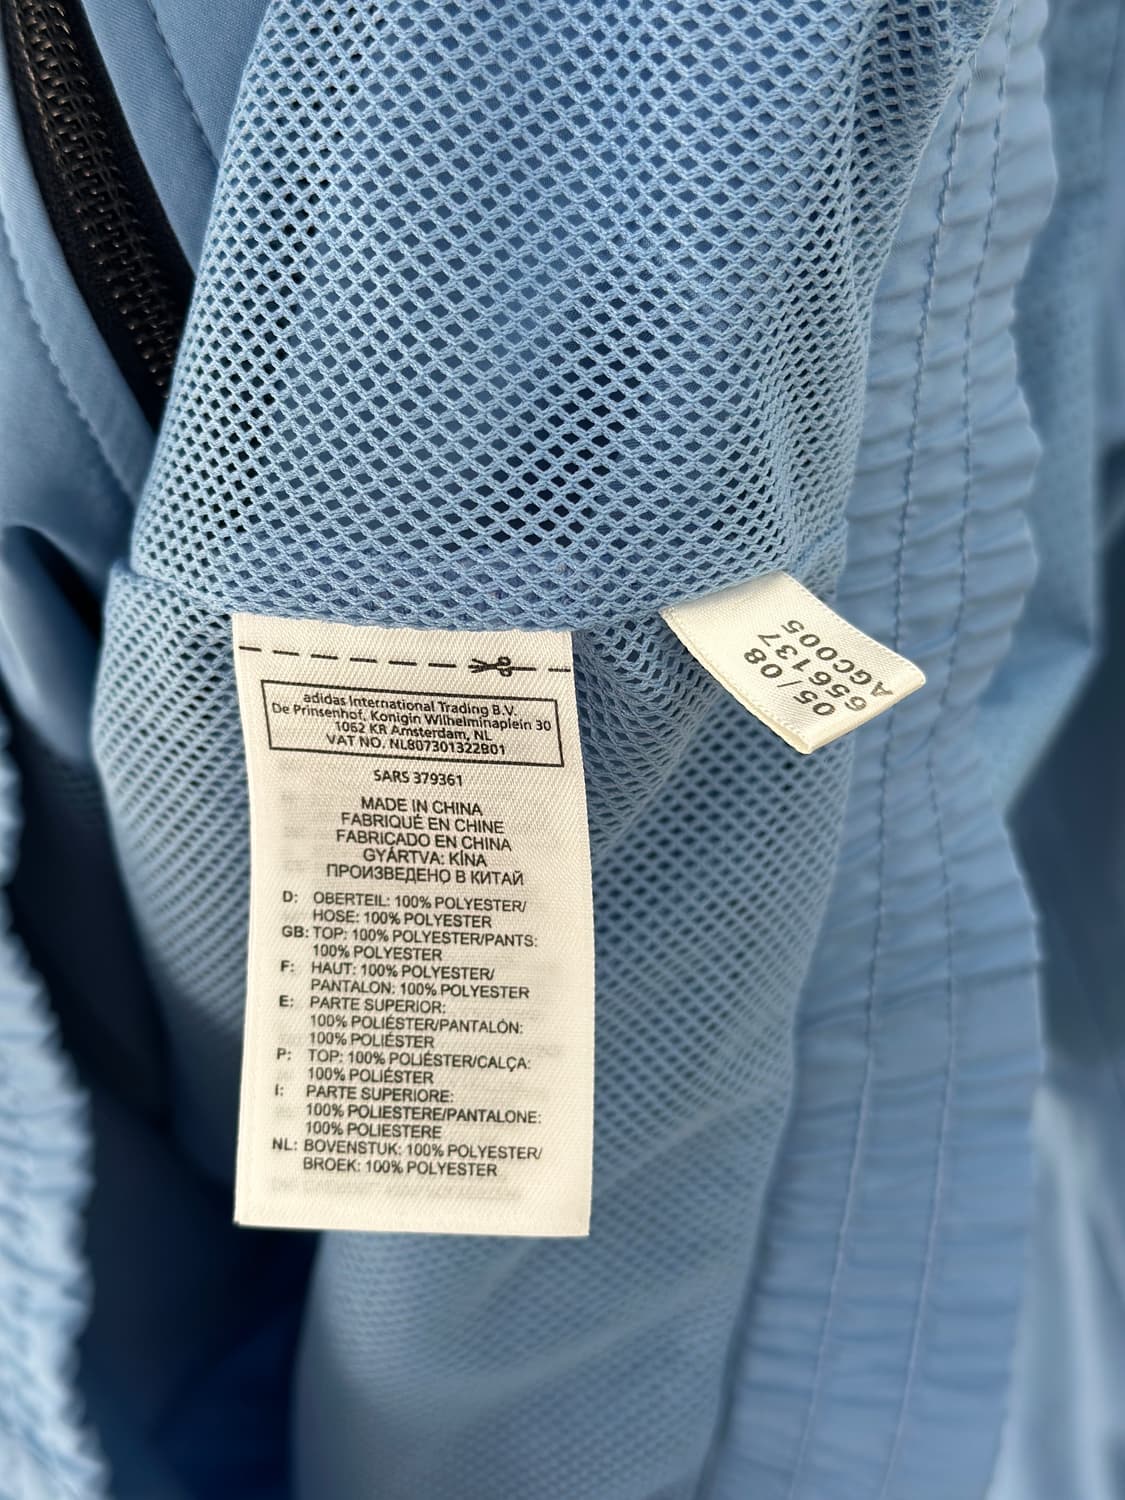 adidas International Trading B.V.
De Prinsenhof, Konigin Wilhelminaplein 30
1062 KR Amsterdam, NL
VAT NO. NL807301322B01
SARS 379361
MADE IN CHINA
FABRIQUÉ EN CHINE
FABRICADO EN CHINA
GYÁRTVA: KÍNA
ПРОИЗВЕДЕНО В КИТАЙ
D: OBERTEIL: 100% POLYESTER/
HOSE: 100% POLYESTER
GB: TOP: 100% POLYESTER/PANTS:
100% POLYESTER
F: HAUT: 100% POLYESTER/
PANTALON: 100% POLYESTER
E: PARTE SUPERIOR:
100% POLIÉSTER/PANTALÓN:
100% POLIÉSTER
P: TOP: 100% POLIÉSTER/CALÇA:
100% POLIÉSTER
I: PARTE SUPERIORE:
100% POLIESTERE/PANTALONE:
100% POLIESTERE
NL: BOVENSTUK: 100% POLYESTER/
BROEK: 100% POLYESTER
05/08
656137
AGC005